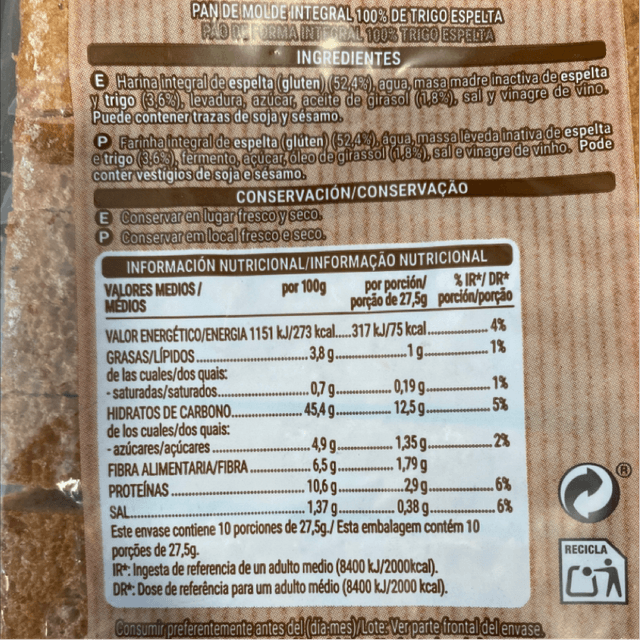 PAN DE MOLDE INTEGRAL 100% DE TRIGO ESPELTA
PÃO DE FORMA INTEGRAL 100% TRIGO ESPELTA
INGREDIENTES
E Harina integral de espelta (gluten) (52,4%), agua, masa madre inactiva de espelta
y trigo (3,6%), levadura, azúcar, aceite de girasol (1,8%), sal y vinagre de vino.
Puede contener trazas de soja y sésamo.
P Farinha integral de espelta (glúten) (52,4%), água, massa lêveda inativa de espelta
e trigo (3,6%), fermento, açúcar, óleo de girassol (1,8%), sal e vinagre de vinho. Pode
conter vestígios de soja e sésamo.
CONSERVACIÓN/CONSERVAÇÃO
E Conservar en lugar fresco y seco.
P Conservar em local fresco e seco.
INFORMACIÓN NUTRICIONAL/INFORMAÇÃO NUTRICIONAL
VALORES MEDIOS / por 100g por porción/ % IR*/ DR*
MÉDIOS porção de 27,5g porción/porção
VALOR ENERGÉTICO/ENERGIA 1151 kJ/273 kcal.....317 kJ/75 kcal.................. 4%
GRASAS/LÍPIDOS........................3,8 g................1 g................ 1%
de las cuales/dos quais:
- saturadas/saturados................0,7 g................0,19 g................ 1%
HIDRATOS DE CARBONO................45,4 g................12,5 g................ 5%
de los cuales/dos quais:
- azúcares/açúcares ................4,9 g................1,35 g................ 2%
FIBRA ALIMENTARIA/FIBRA ................6,5 g................1,79 g
PROTEÍNAS ................10,6 g................2,9 g................6%
SAL................1,37 g................0,38 g................6%
Este envase contiene 10 porciones de 27,5g./ Esta embalagem contém 10
porções de 27,5g.
IR*: Ingesta de referencia de un adulto medio (8400 kJ/2000kcal).
DR*: Dose de referência para um adulto médio (8400 kJ/2000 kcal).
®
RECICLA
Consumir preferentemente antes del (día-mes)/Lote: Ver parte frontal del envase.